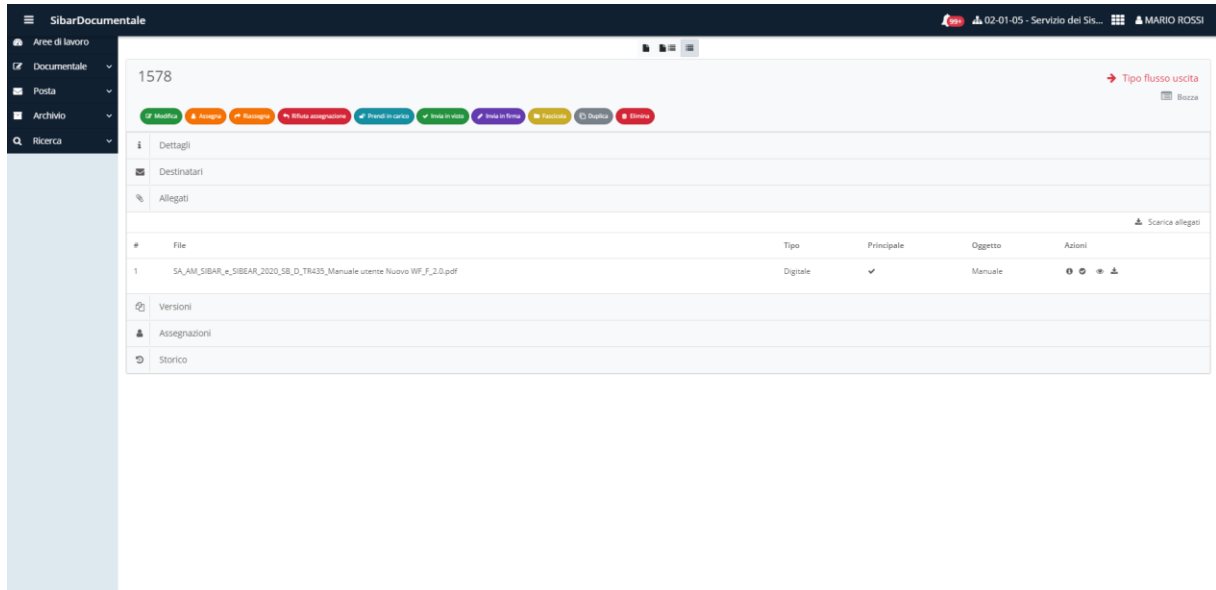 SibarDocumentale
99+ 02-01-05 - Servizio dei Sis... MARIO ROSSI
Aree di lavoro
Documentale
Posta
Archivio
Ricerca
1578
Tipo flusso uscita
Bozza
Modifica Assegna Riassegna Rifiuta assegnazione Prendi in carico Invia in visto Invia in firma Fascicola Duplica Elimina
Dettagli
Destinatari
Allegati
Scarica allegati
# File Tipo Principale Oggetto Azioni
1 SA_AM_SIBAR_e_SIBEAR_2020_SB_D_TR435_Manuale utente Nuovo WF_F_2.0.pdf Digitale Manuale
Versioni
Assegnazioni
Storico